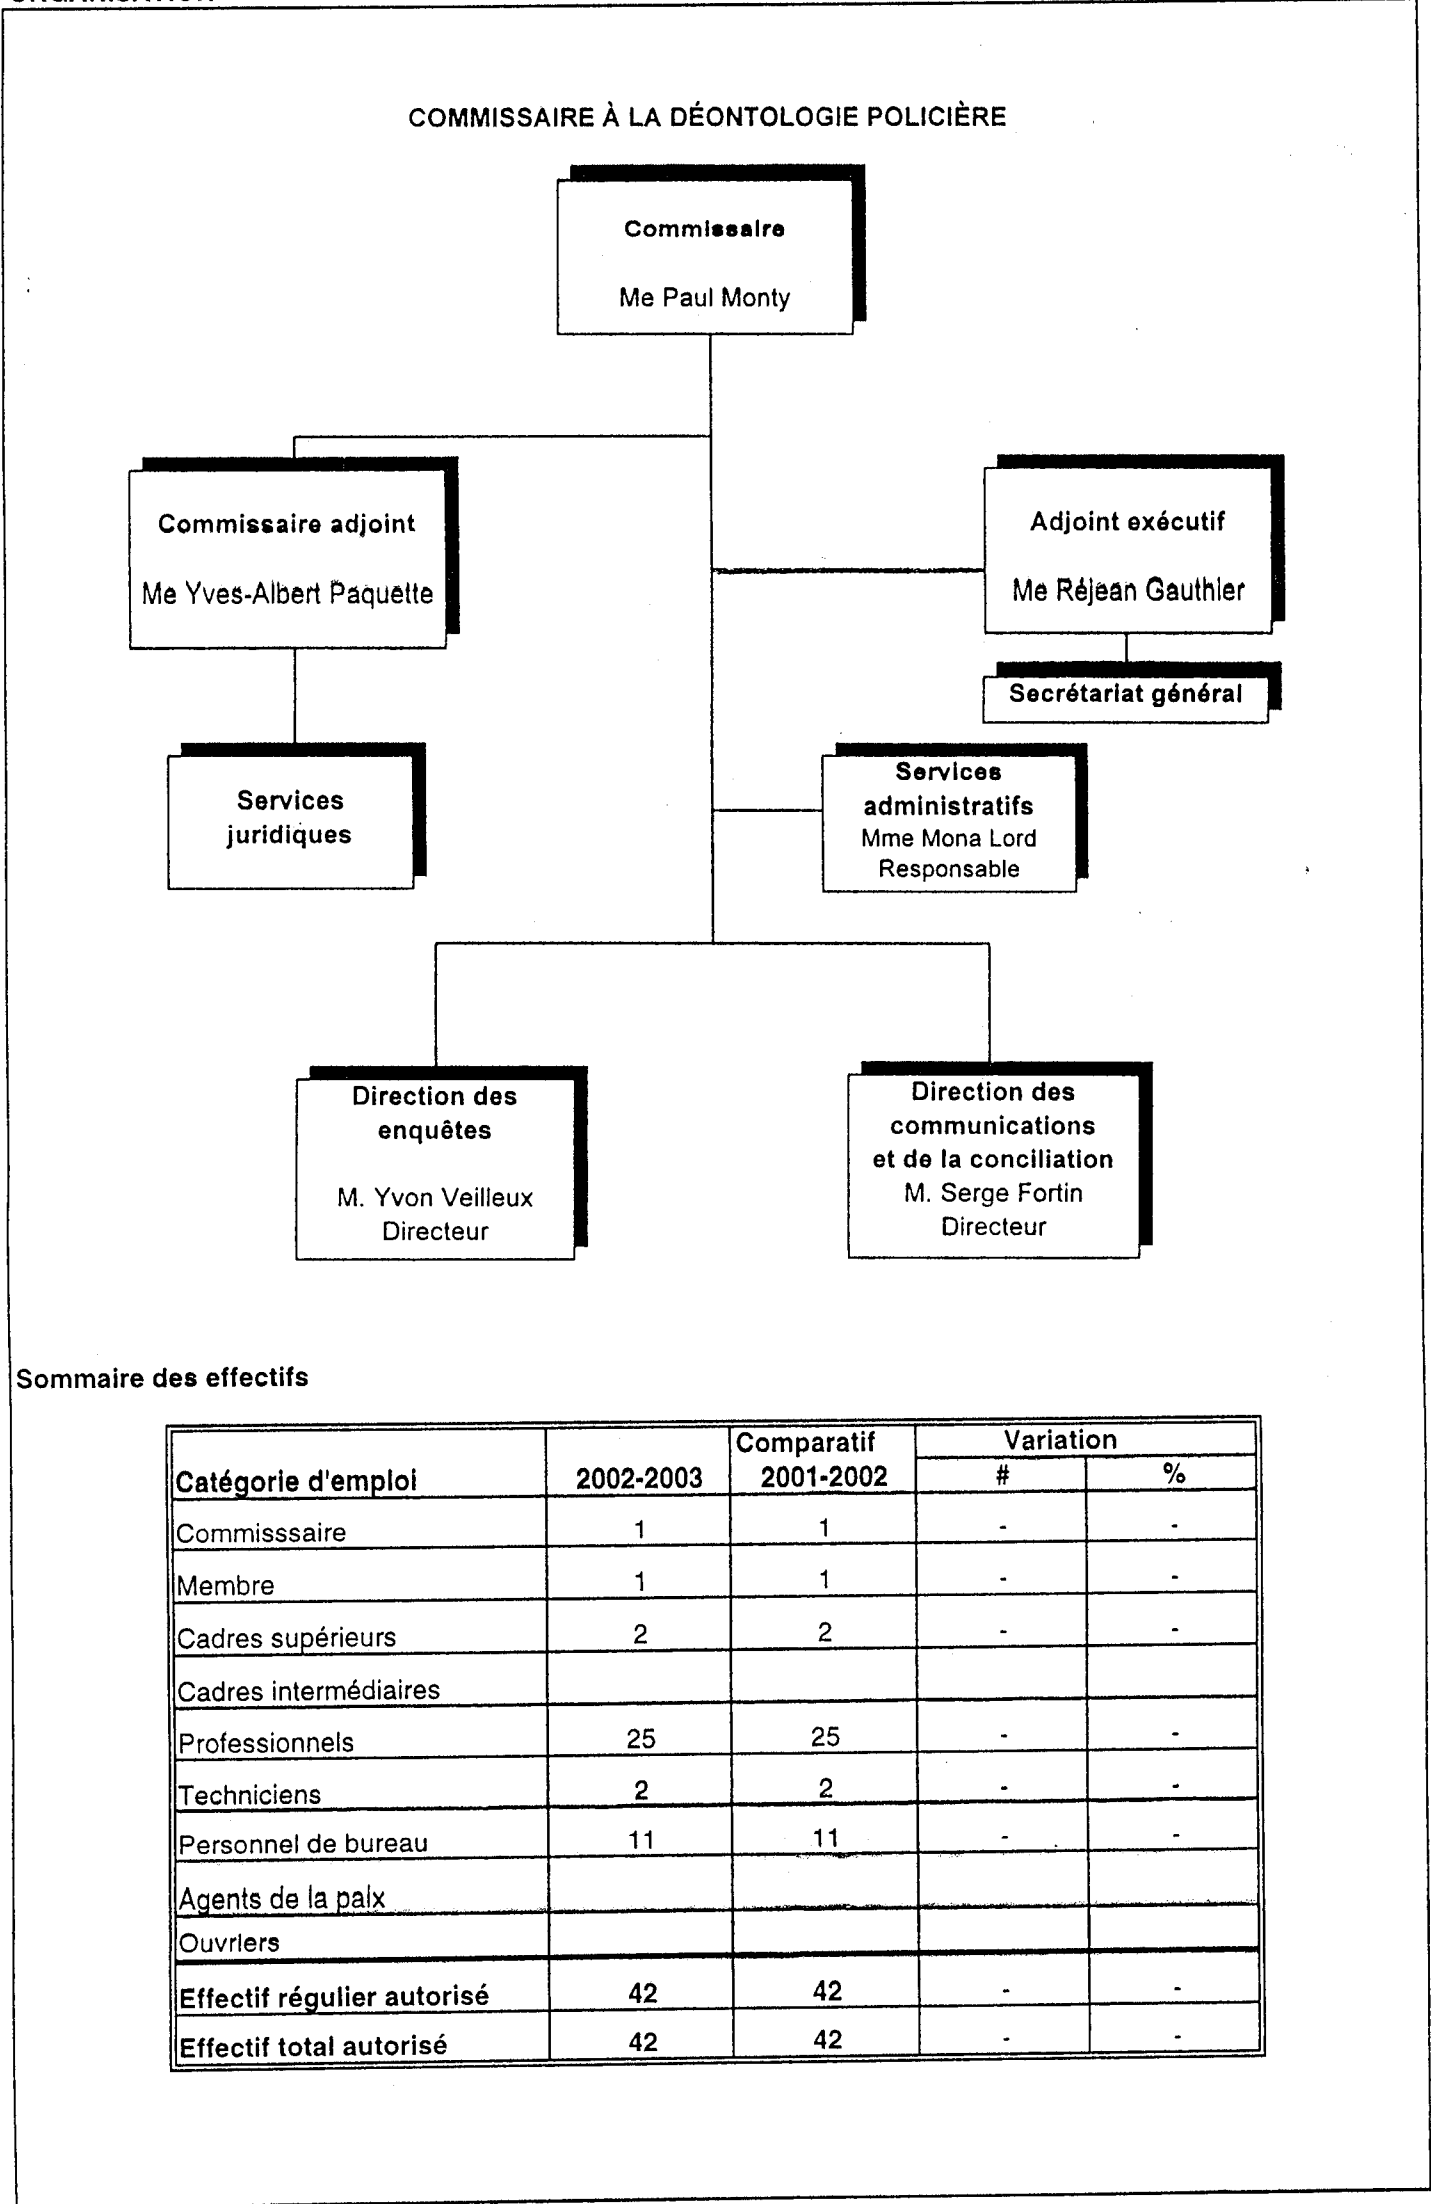 COMMISSAIRE À LA DÉONTOLOGIE POLICIÈRE
Commissaire
Me Paul Monty
Commissaire adjoint
Me Yves-Albert Paquette
Adjoint exécutif
Me Réjean Gauthier
Secrétariat général
Services
juridiques
Services
administratifs
Mme Mona Lord
Responsable
Direction des
enquêtes
M. Yvon Veilleux
Directeur
Direction des
communications
et de la conciliation
M. Serge Fortin
Directeur
Sommaire des effectifs
Comparatif Variation
Catégorie d'emploi 2002-2003 2001-2002 # %
Commisssaire 1 1 - -
Membre 1 1 - -
Cadres supérieurs 2 2 - -
Cadres intermédiaires
Professionnels 25 25 - -
Techniciens 2 2 - -
Personnel de bureau 11 11 - -
Agents de la paix
Ouvriers
Effectif régulier autorisé 42 42 - -
Effectif total autorisé 42 42 - -